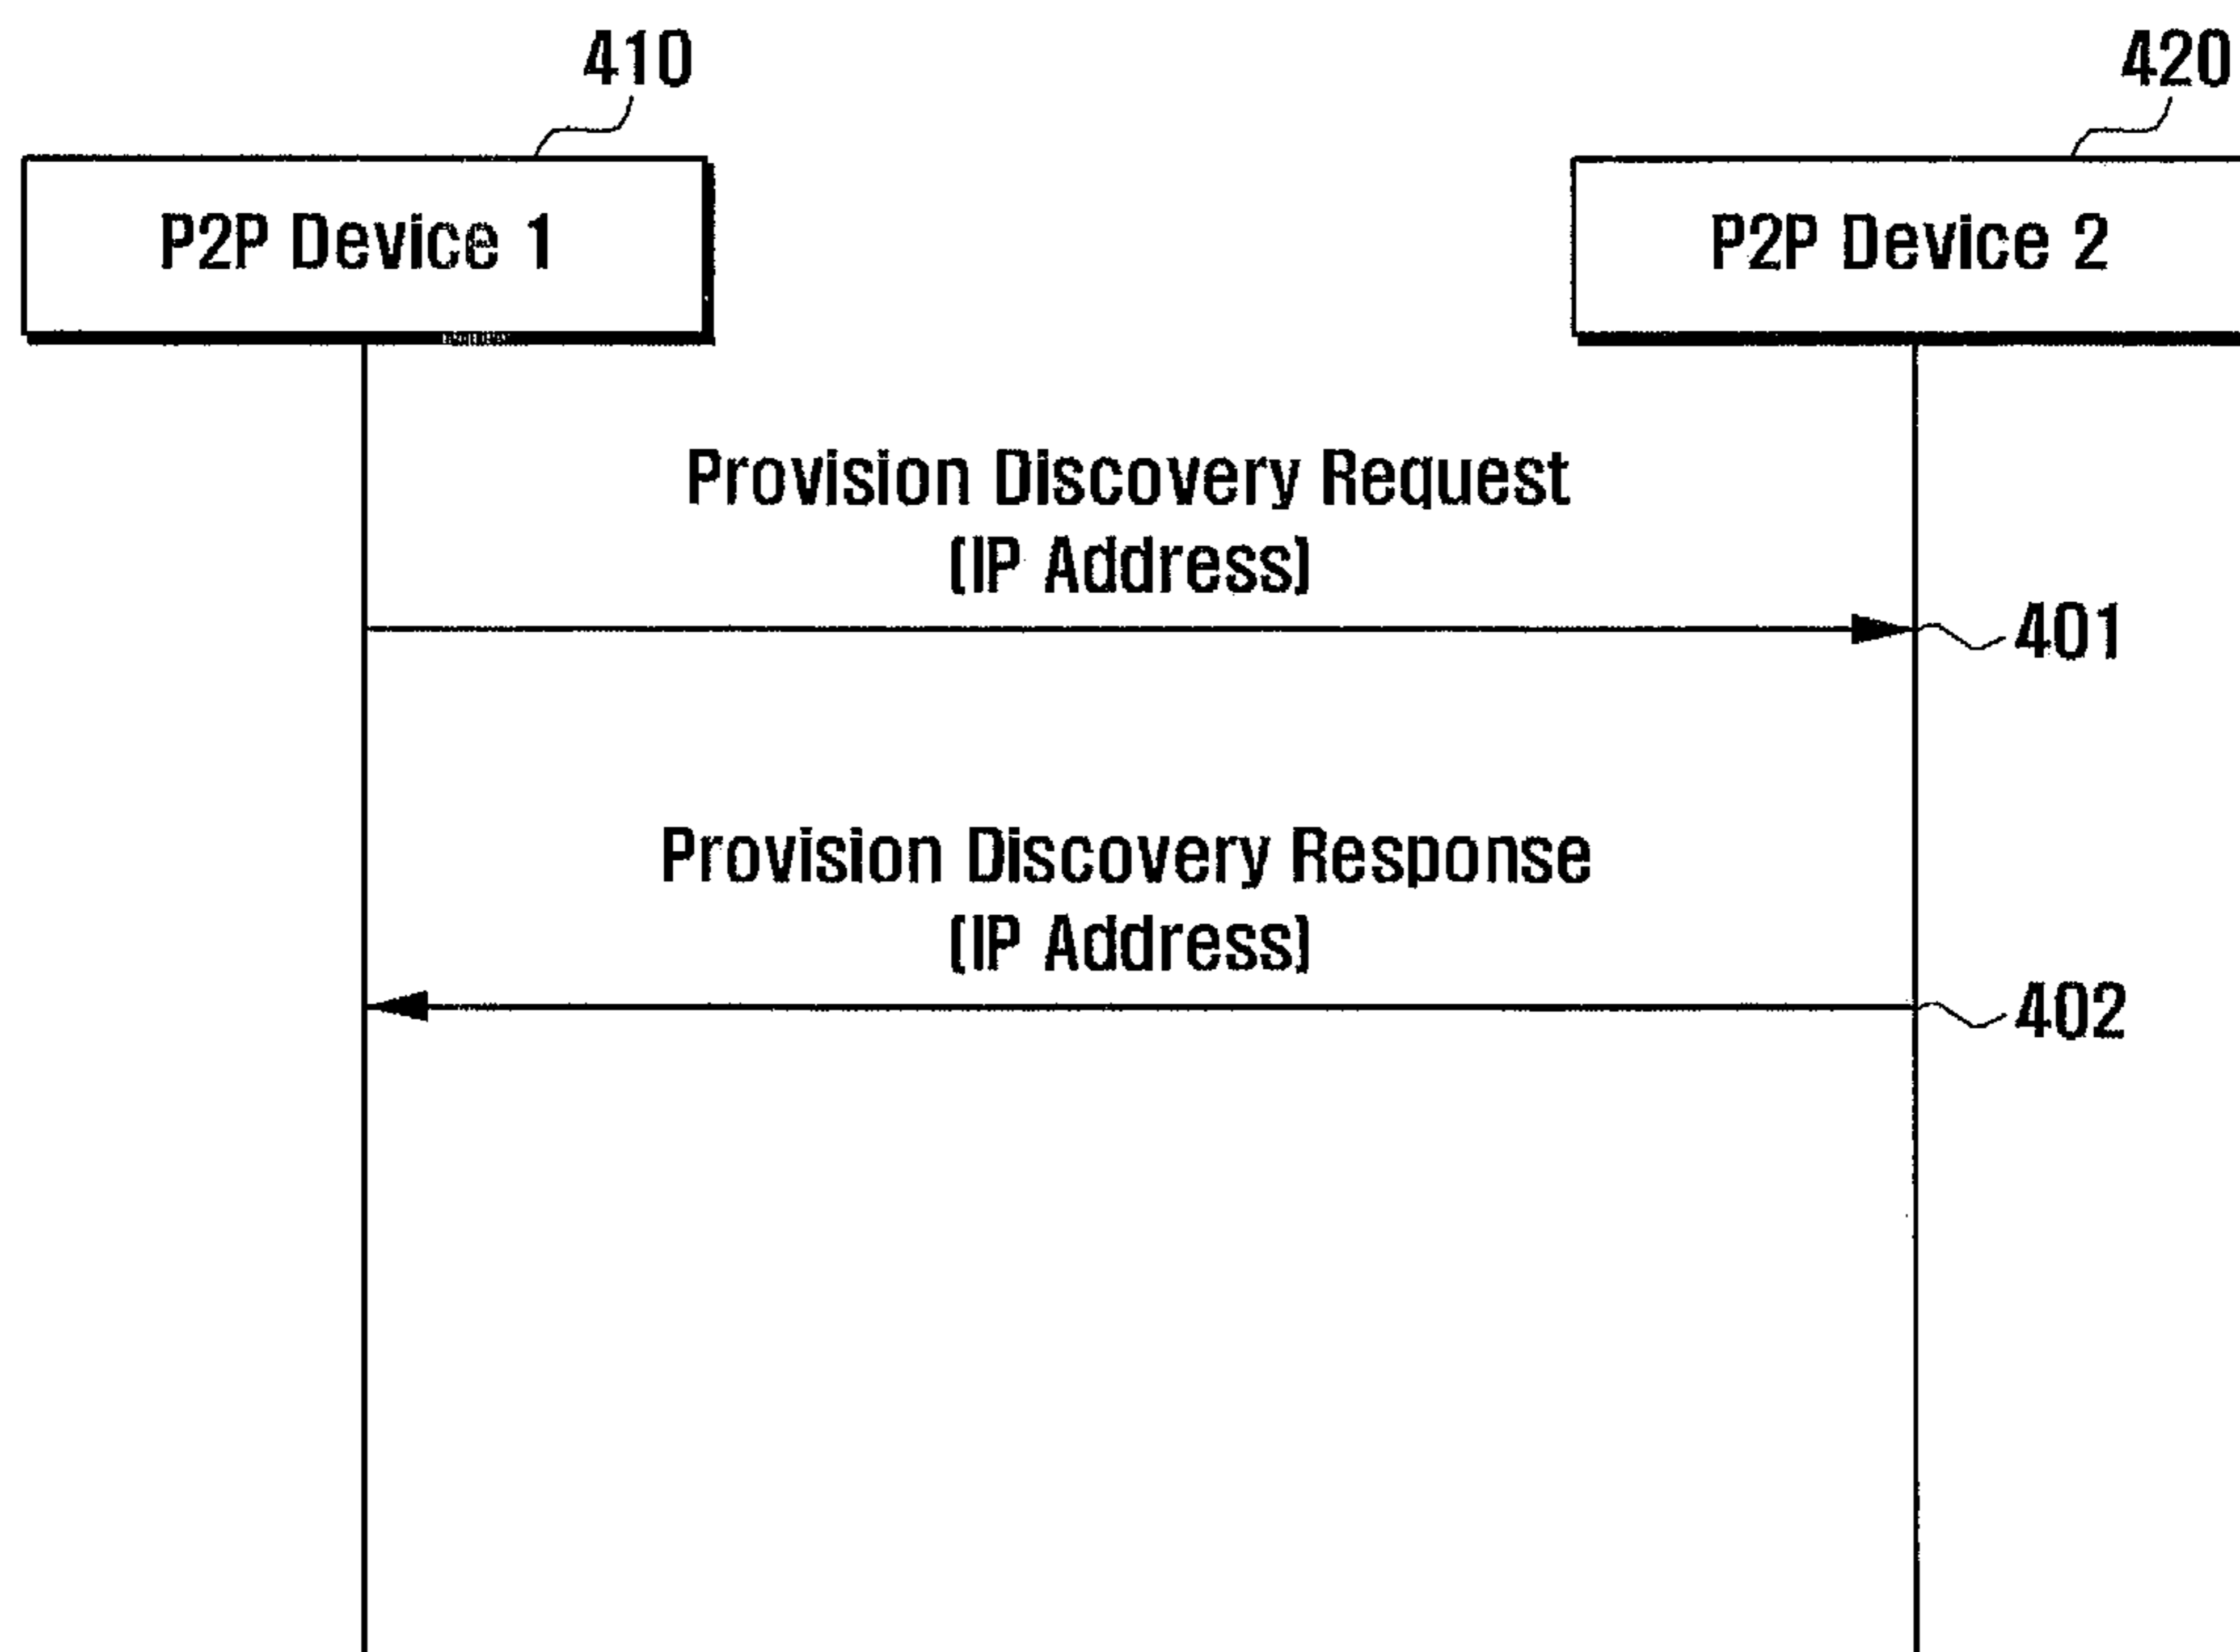 410
420
P2P Device 1
P2P Device 2
Provision Discovery Request
(IP Address)
401
Provision Discovery Response
(IP Address)
402